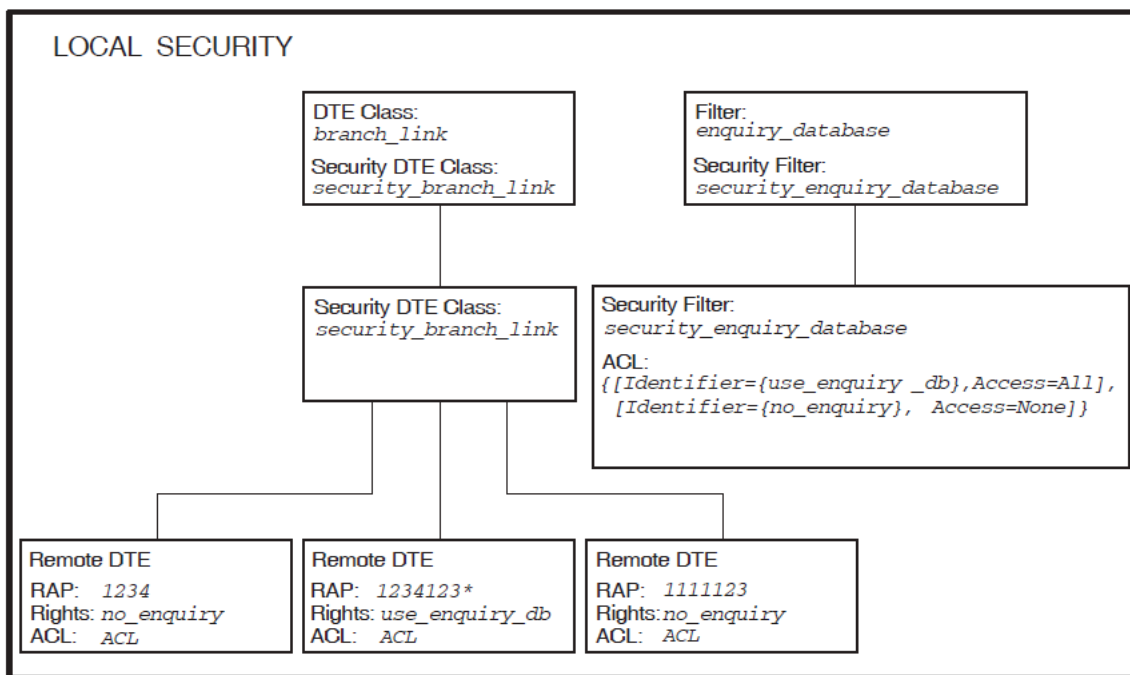 LOCAL SECURITY
DTE Class:
branch_link
Security DTE Class:
security_branch_link
Filter:
enquiry_database
Security Filter:
security_enquiry_database
Security DTE Class:
security_branch_link
Security Filter:
security_enquiry_database
ACL:
{[Identifier={use_enquiry _db},Access=All],
[Identifier={no_enquiry}, Access=None]}
Remote DTE
RAP: 1234
Rights: no_enquiry
ACL: ACL
Remote DTE
RAP: 1234123*
Rights: use_enquiry_db
ACL: ACL
Remote DTE
RAP: 1111123
Rights: no_enquiry
ACL: ACL